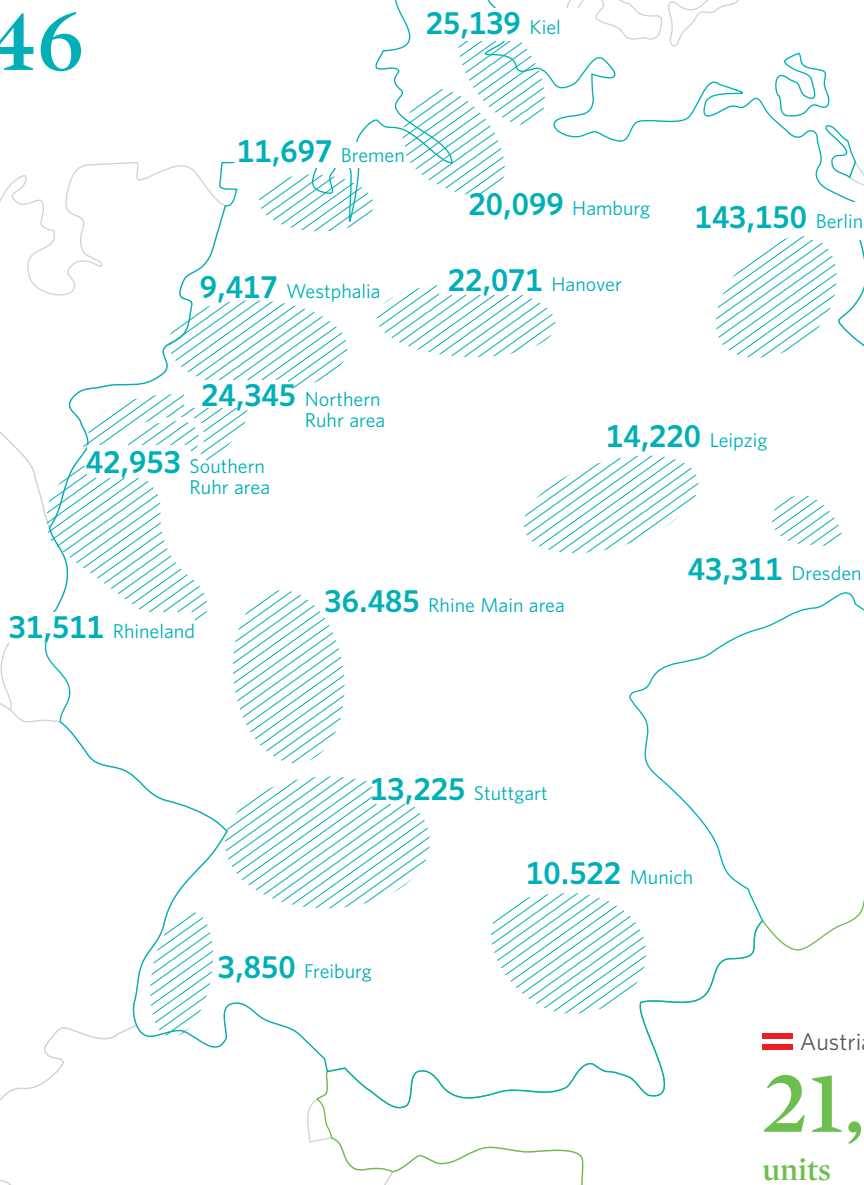 46
25,139 Kiel
11,697 Bremen
20,099 Hamburg
143,150 Berlin
9,417 Westphalia
22,071 Hanover
24,345 Northern
Ruhr area
14,220 Leipzig
42,953 Southern
Ruhr area
43,311 Dresden
36.485 Rhine Main area
31,511 Rhineland
13,225 Stuttgart
10.522 Munich
3,850 Freiburg
Austria
21,
units